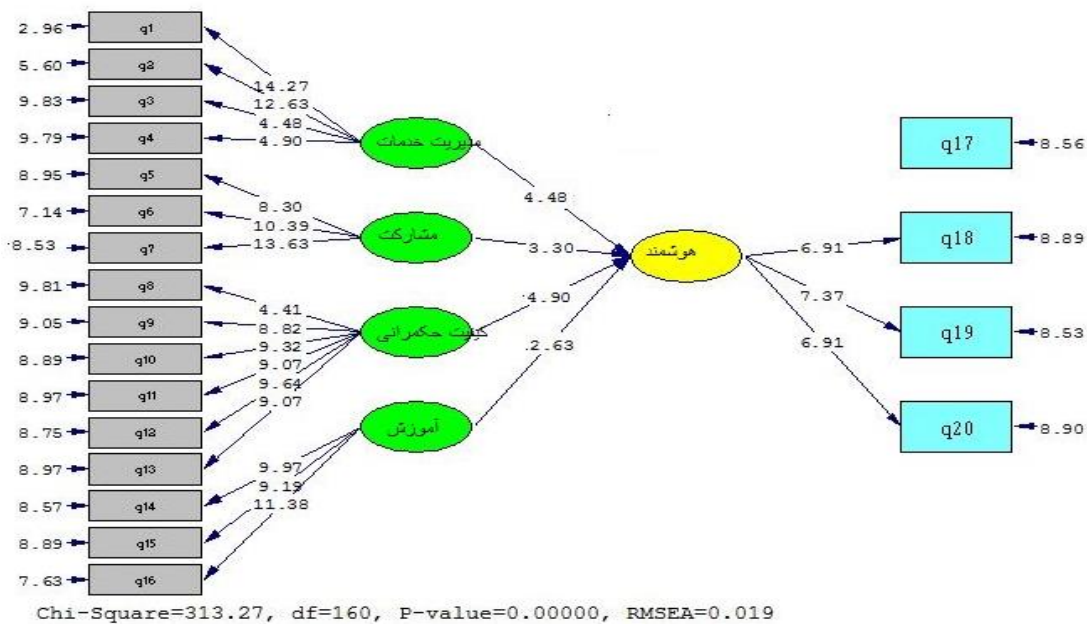 2.96 q1
5.60 q2
9.83 q3
9.79 q4
8.95 q5
7.14 q6
8.53 q7
9.81 q8
9.05 q9
8.89 q10
8.97 q11
8.75 q12
8.97 q13
8.57 q14
8.89 q15
7.63 q16
14.27
12.63
4.48
4.90
8.30
10.39
13.63
4.41
8.82
9.32
9.07
9.64
9.07
9.97
9.19
11.38
مدیریت خدمات
مشارکت
کیفیت حکمرانی
آموزش
4.48
3.30
4.90
2.63
هوشمند
6.91
7.37
6.91
q17 8.56
q18 8.89
q19 8.53
q20 8.90
Chi-Square=313.27, df=160, P-value=0.00000, RMSEA=0.019